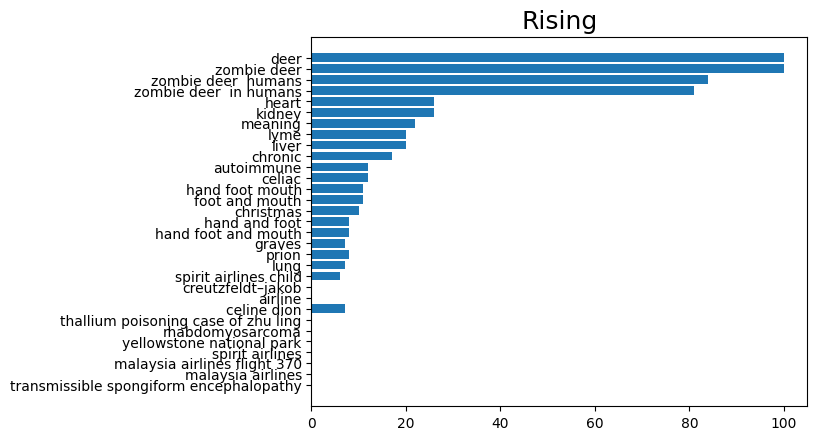 Rising
deer
zombie deer
zombie deer  humans
zombie deer  in humans
heart
kidney
meaning
lyme
liver
chronic
autoimmune
celiac
hand foot mouth
foot and mouth
christmas
hand and foot
hand foot and mouth
graves
prion
lung
spirit airlines child
creutzfeldt–jakob
airline
celine dion
thallium poisoning case of zhu ling
rhabdomyosarcoma
yellowstone national park
spirit airlines
malaysia airlines flight 370
malaysia airlines
transmissible spongiform encephalopathy
0 20 40 60 80 100